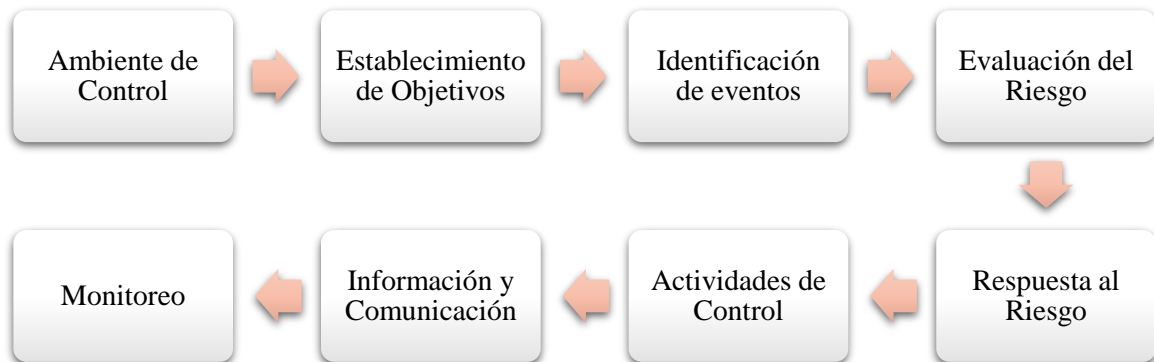 Ambiente de
Control
Establecimiento
de Objetivos
Identificación
de eventos
Evaluación del
Riesgo
Respuesta al
Riesgo
Actividades de
Control
Información y
Comunicación
Monitoreo